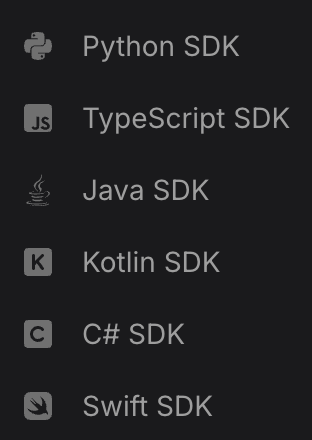 Python SDK
JS TypeScript SDK
Java SDK
K Kotlin SDK
C C# SDK
Swift SDK